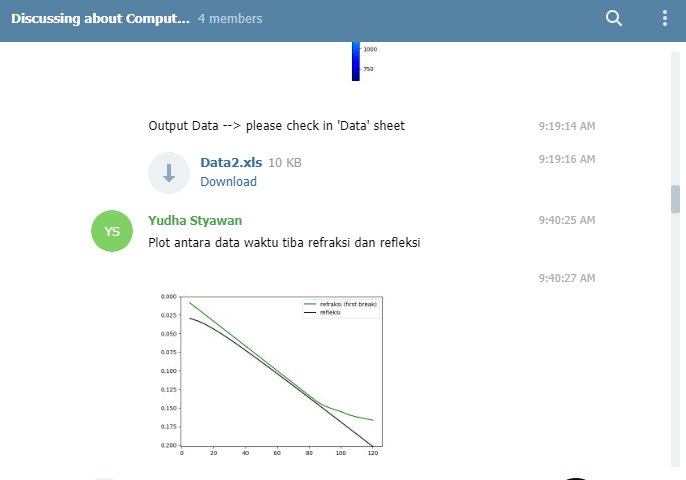 Discussing about Comput... 4 members
1000
750
Output Data --> please check in 'Data' sheet 9:19:14 AM
Data2.xls 10 KB 9:19:16 AM
Download
YS
Yudha Styawan 9:40:25 AM
Plot antara data waktu tiba refraksi dan refleksi
9:40:27 AM
refraksi (first break)
refleksi
0.000
0.025
0.050
0.075
0.100
0.125
0.150
0.175
0.200
0 20 40 60 80 100 120